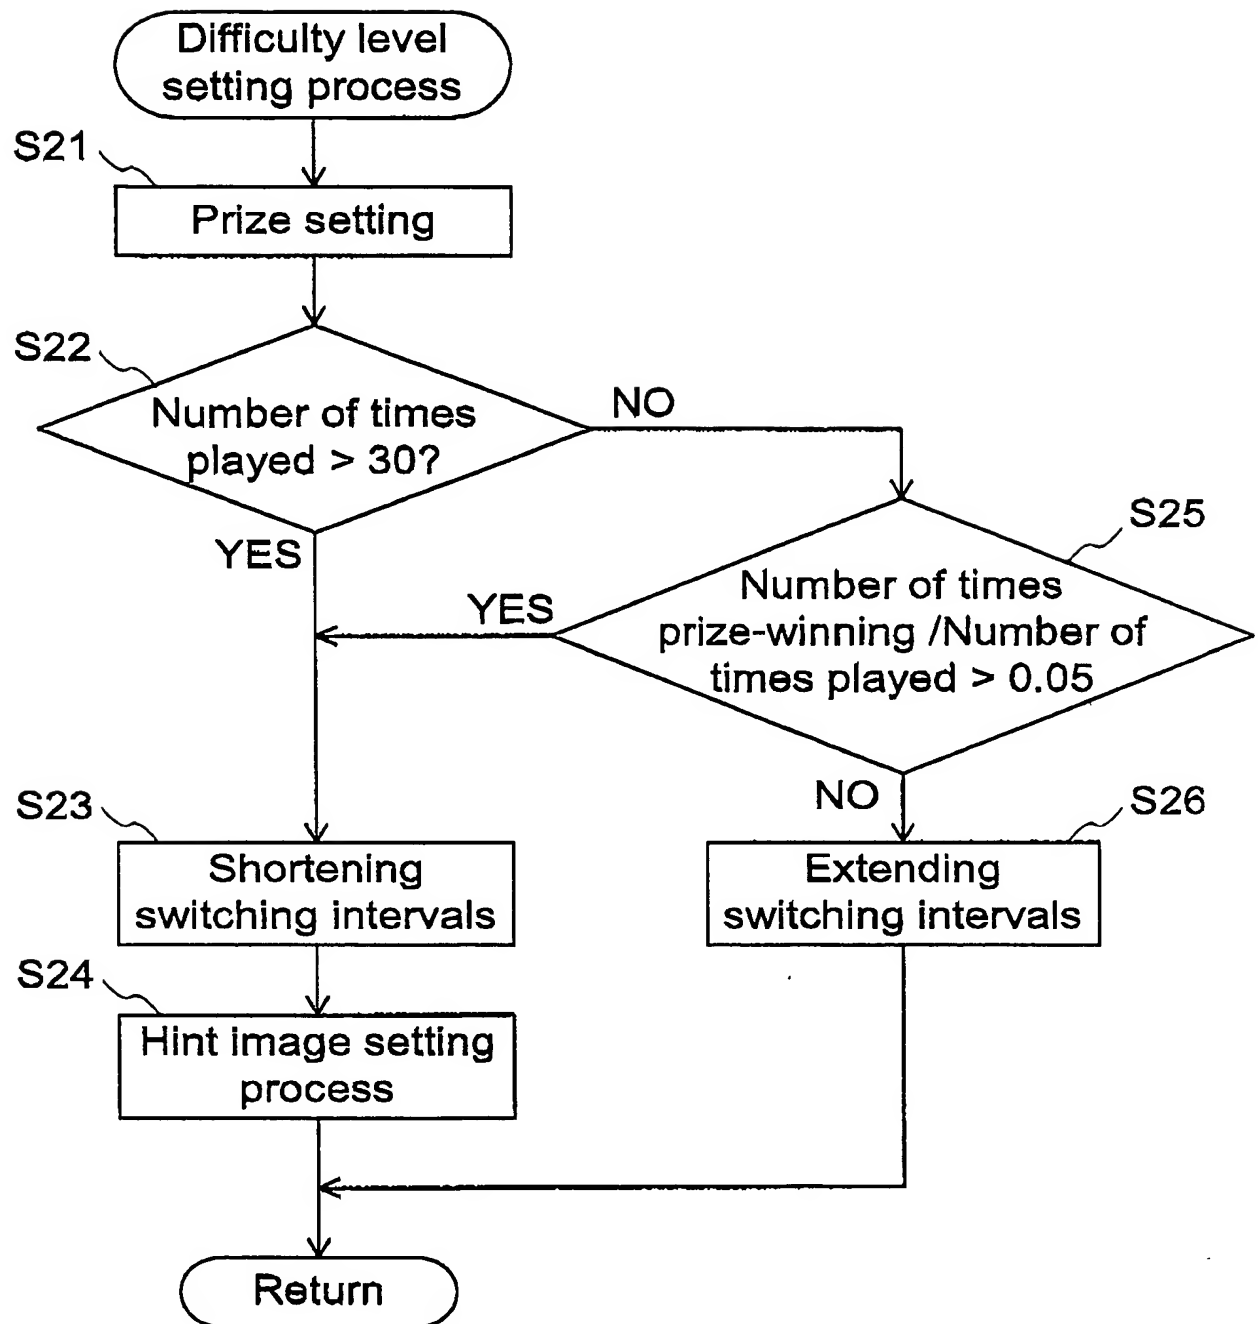 Difficulty level
setting process
S21
Prize setting
S22
Number of times
played > 30?
NO
YES
S25
Number of times
prize-winning /Number of
times played > 0.05
YES
NO
S23
Shortening
switching intervals
S26
Extending
switching intervals
S24
Hint image setting
process
Return